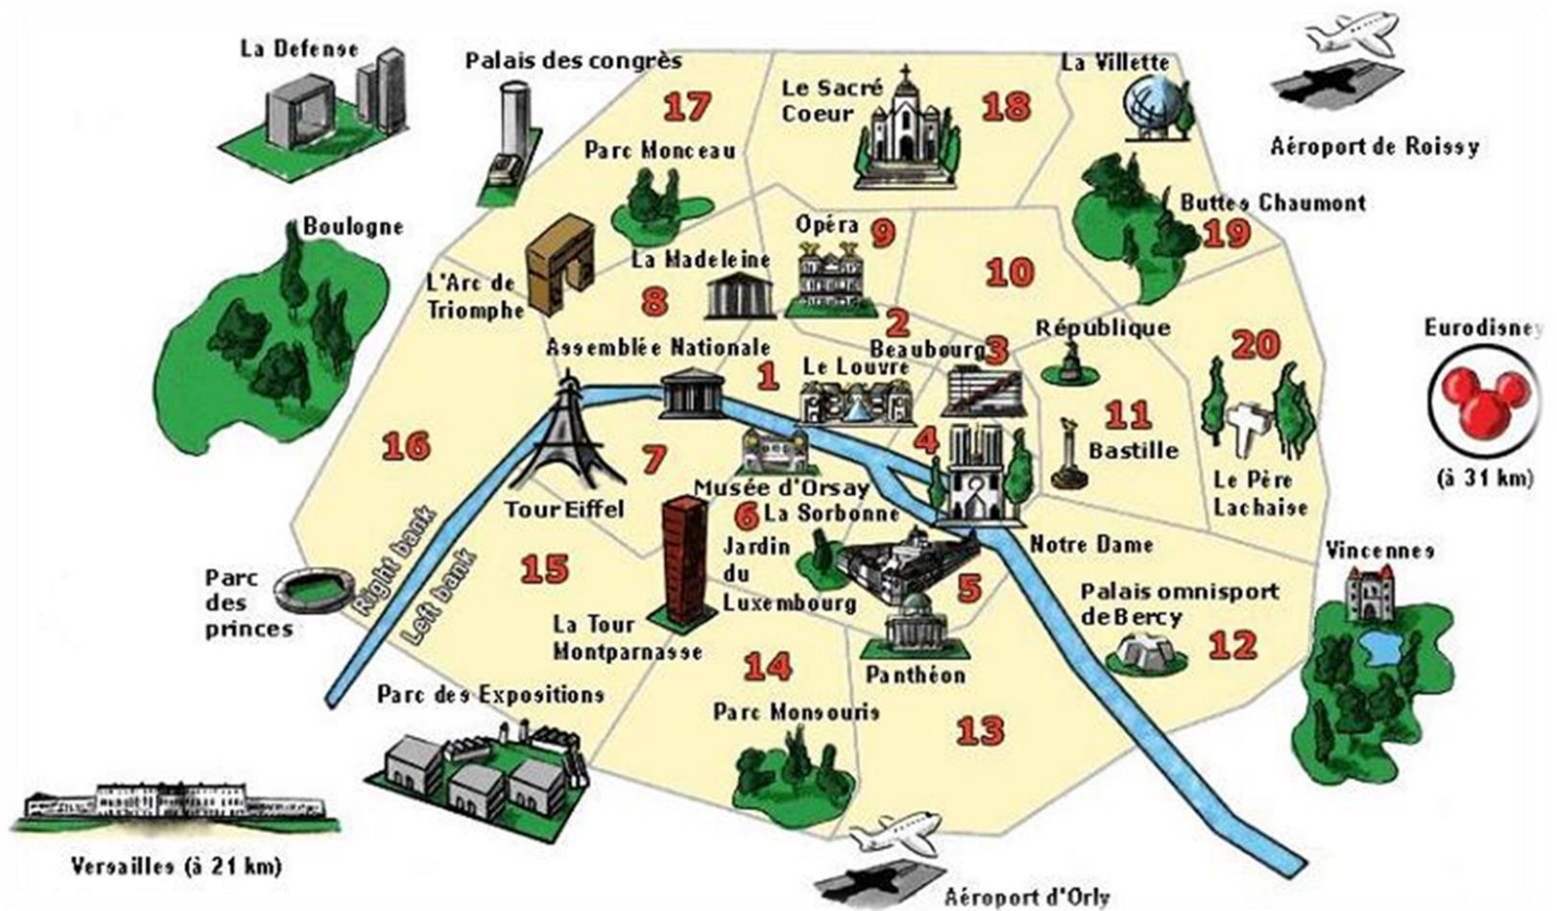 La Defense
Palais des congrès
17
Le Sacré
Coeur
18
La Villette
Aéroport de Roissy
Parc Monceau
Boulogne
Buttes Chaumont
19
Opéra
9
La Madeleine
10
L'Arc de
Triomphe
8
2
République
Eurodisney
Assemblée Nationale
Beaubourg
3
20
1
Le Louvre
16
7
4
11
Bastille
(à 31 km)
Le Père
Lachaise
Musée d'Orsay
Tour Eiffel
6
La Sorbonne
Right bank
Left bank
Jardin
du
Luxembourg
Notre Dame
Vincennes
15
5
Parc
des
princes
Palais omnisport
de Bercy
12
La Tour
Montparnasse
14
Panthéon
Parc des Expositions
Parc Monsouris
13
Versailles (à 21 km)
Aéroport d'Orly